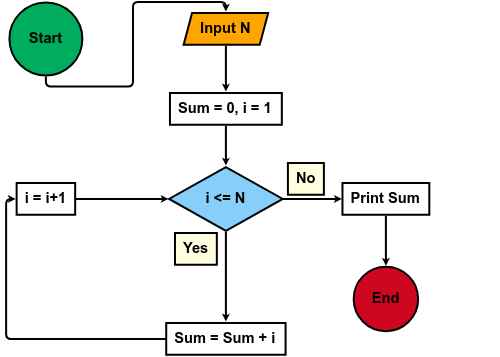 Start
Input N
Sum = 0, i = 1
i <= N
No
Print Sum
End
Yes
Sum = Sum + i
i = i+1